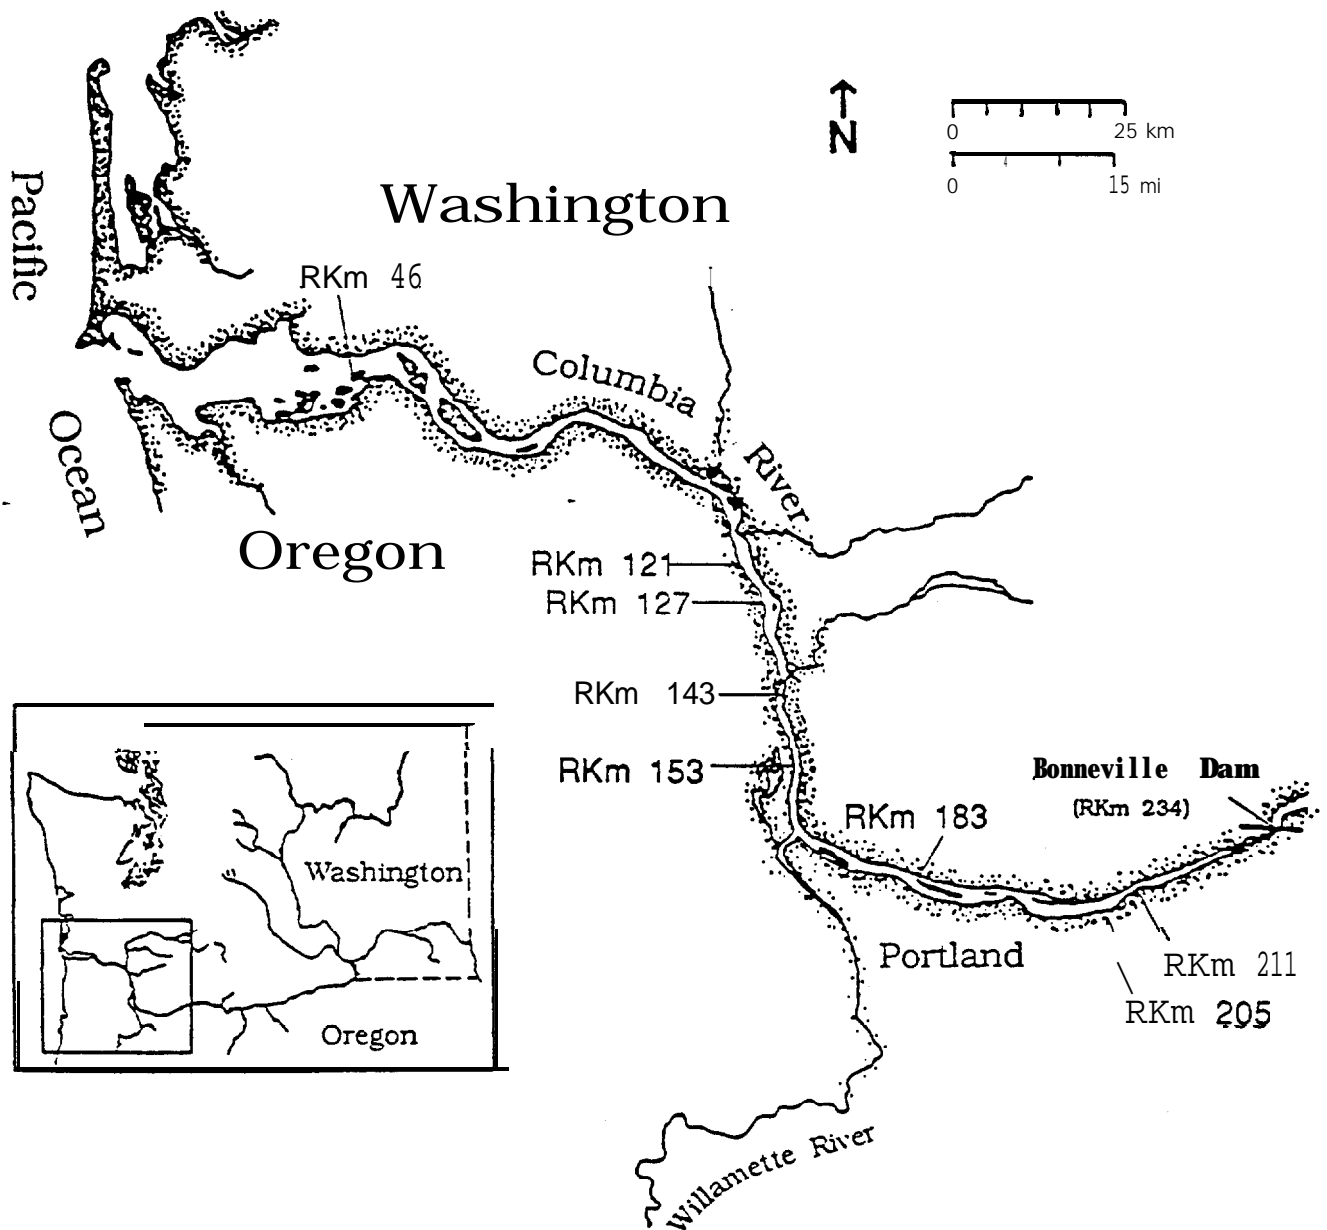 N
0 25 km
0 15 mi
Pacific
Ocean
Washington
RKm 46
Columbia
River
Oregon
RKm 121
RKm 127
RKm 143
RKm 153
RKm 183
Bonneville Dam
(RKm 234)
Portland
RKm 211
RKm 205
Willamette River
Washington
Oregon